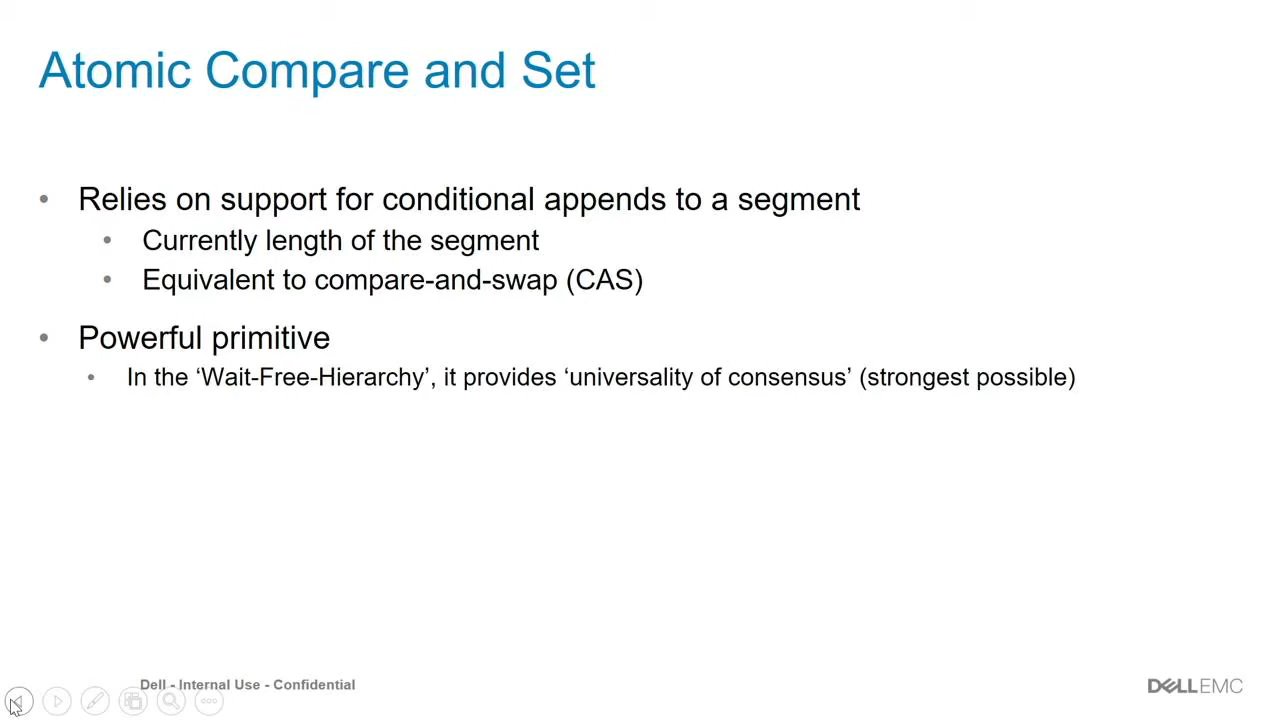 Atomic Compare and Set
• Relies on support for conditional appends to a segment
• Currently length of the segment
• Equivalent to compare-and-swap (CAS)
• Powerful primitive
• In the ‘Wait-Free-Hierarchy’, it provides ‘universality of consensus’ (strongest possible)
Dell - Internal Use - Confidential
DELLEMC